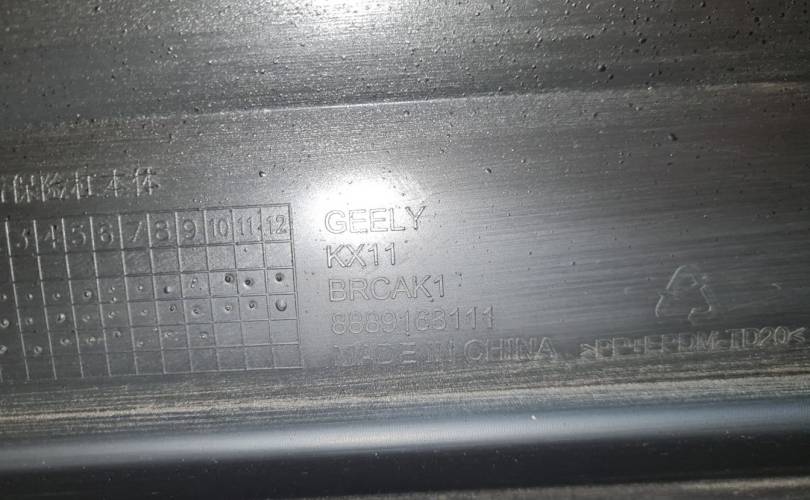 保险杠本体
3 4 5 6 7 8 9 10 11 12
GEELY
KX11
BRCAK1
8889163111
MADE IN CHINA >PP+EPDM-TD20<